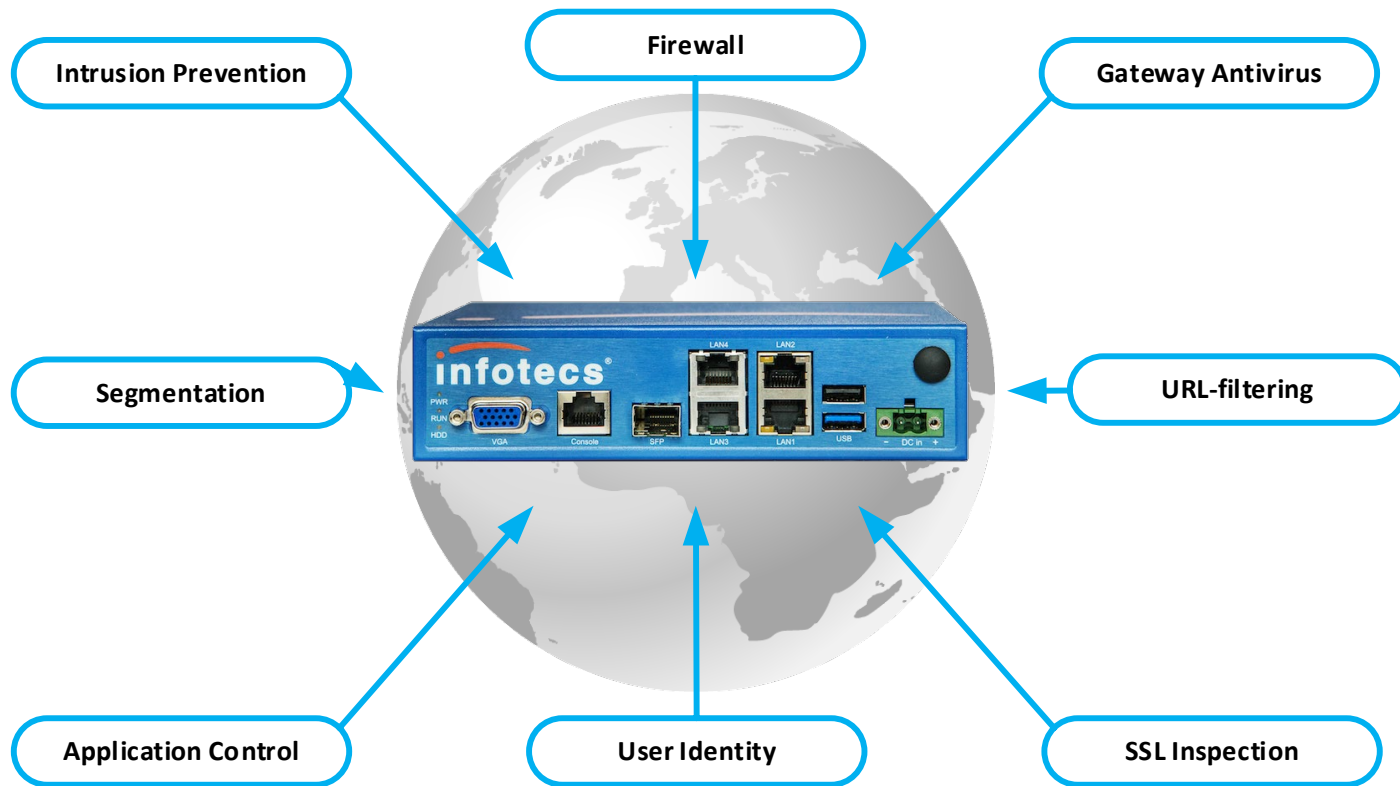 Firewall
Intrusion Prevention
Gateway Antivirus
infotecs®
LAN4
LAN2
Segmentation
URL-filtering
PWR
RUN
HDD
VGA
Console
SFP
LAN3
LAN1
USB
− DC in +
Application Control
User Identity
SSL Inspection